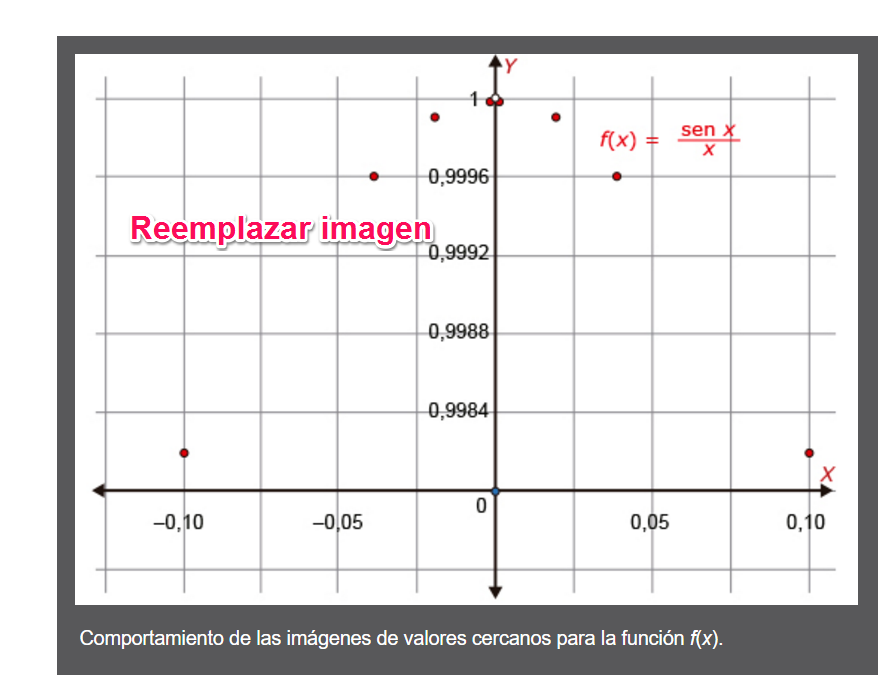 Y
1
f(x) = sen x / x
0,9996
Reemplazar imagen
0,9992
0,9988
0,9984
X
0
–0,10
–0,05
0,05
0,10
Comportamiento de las imágenes de valores cercanos para la función f(x).